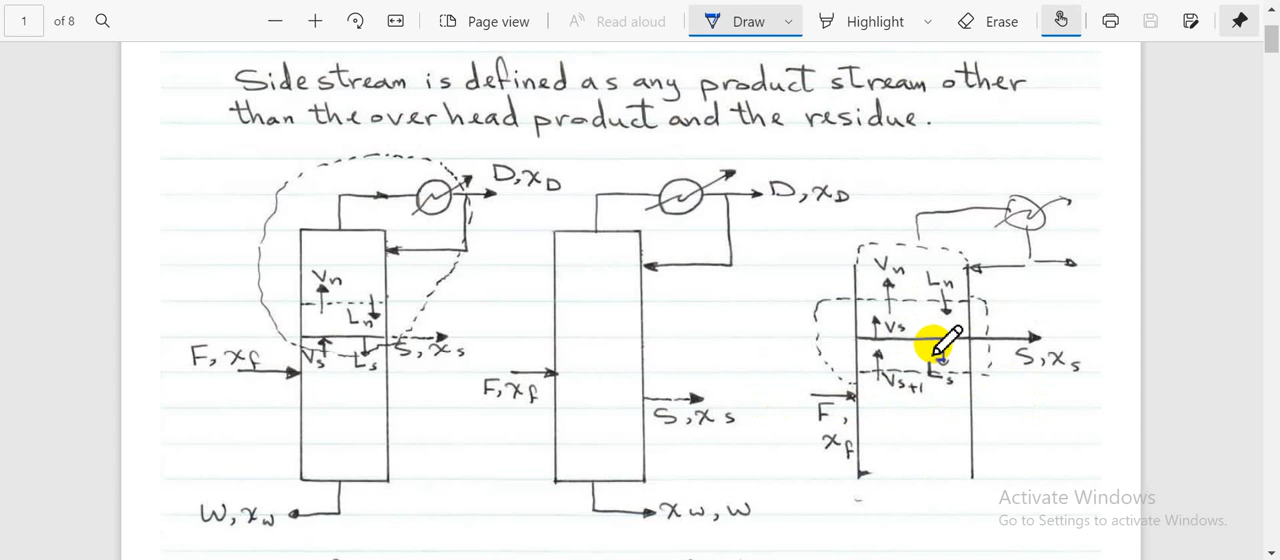 1 of 8 Page view Read aloud Draw Highlight Erase
Side stream is defined as any product stream other
than the overhead product and the residue.
D, xD
Vn
Ln
Vs
Ls
S, xs
F, xf
W, xw
D, xD
F, xf
S, xs
xw, W
Vn
Ln
Vs
Vs+1
Ls
S, xs
F,
xf
Activate Windows
Go to Settings to activate Windows.